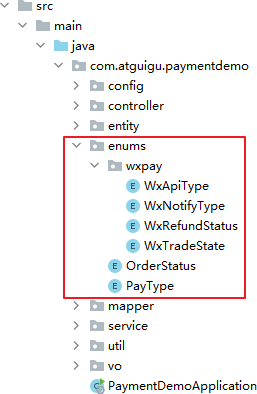 src
main
java
com.atguigu.paymentdemo
config
controller
entity
enums
wxpay
E WxApiType
E WxNotifyType
E WxRefundStatus
E WxTradeState
E OrderStatus
E PayType
mapper
service
util
vo
PaymentDemoApplication